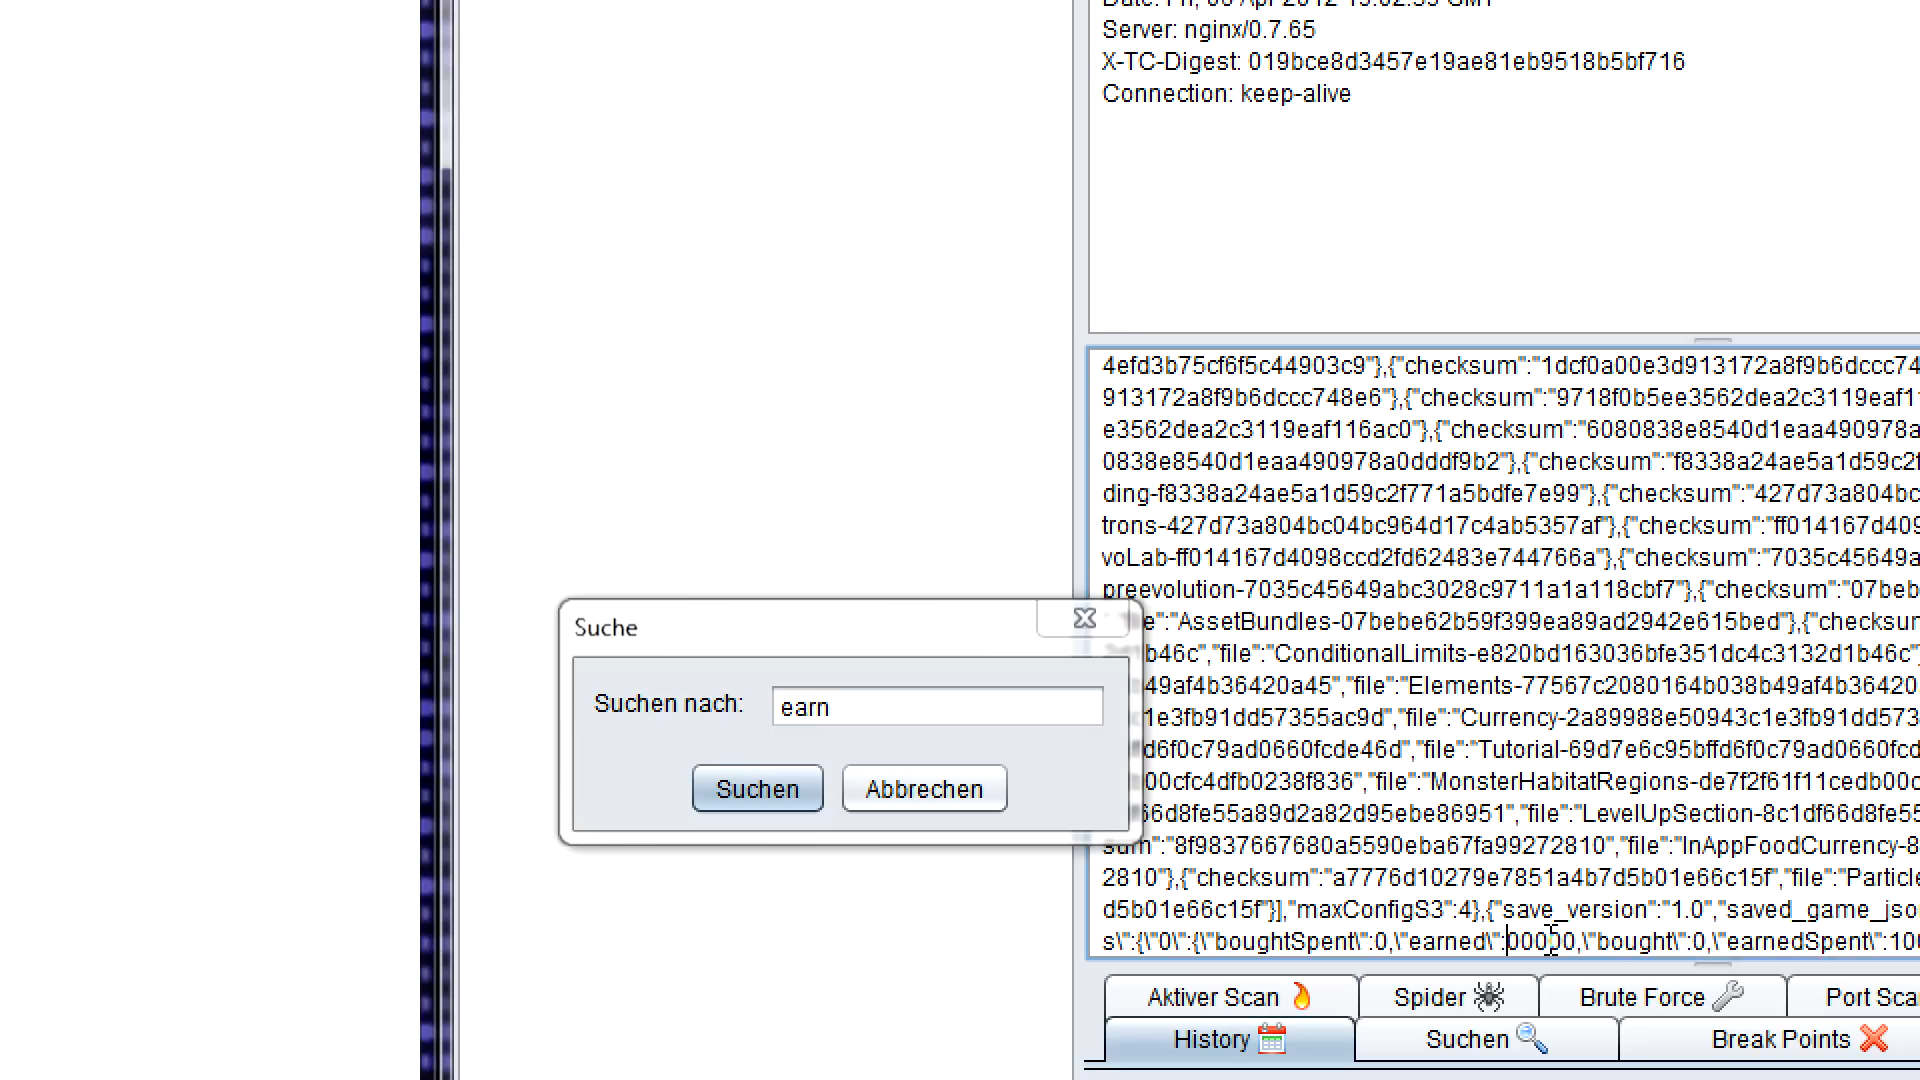 Server: nginx/0.7.65
X-TC-Digest: 019bce8d3457e19ae81eb9518b5bf716
Connection: keep-alive
4efd3b75cf6f5c44903c9"},{"checksum":"1dcf0a00e3d913172a8f9b6dccc74
913172a8f9b6dccc748e6"},{"checksum":"9718f0b5ee3562dea2c3119eaf1
e3562dea2c3119eaf116ac0"},{"checksum":"6080838e8540d1eaa490978a
0838e8540d1eaa490978a0dddf9b2"},{"checksum":"f8338a24ae5a1d59c2f
ding-f8338a24ae5a1d59c2f771a5bdfe7e99"},{"checksum":"427d73a804bc
trons-427d73a804bc04bc964d17c4ab5357af"},{"checksum":"ff014167d409
voLab-ff014167d4098ccd2fd62483e744766a"},{"checksum":"7035c45649a
preevolution-7035c45649abc3028c9711a1a118cbf7"},{"checksum":"07beb
e":"AssetBundles-07bebe62b59f399ea89ad2942e615bed"},{"checksum
b46c","file":"ConditionalLimits-e820bd163036bfe351dc4c3132d1b46c"
49af4b36420a45","file":"Elements-77567c2080164b038b49af4b36420
1e3fb91dd57355ac9d","file":"Currency-2a89988e50943c1e3fb91dd573
d6f0c79ad0660fcde46d","file":"Tutorial-69d7e6c95bffd6f0c79ad0660fcd
00cfc4dfb0238f836","file":"MonsterHabitatRegions-de7f2f61f11cedb00c
66d8fe55a89d2a82d95ebe86951","file":"LevelUpSection-8c1df66d8fe55
sum":"8f9837667680a5590eba67fa99272810","file":"InAppFoodCurrency-8
2810"},{"checksum":"a7776d10279e7851a4b7d5b01e66c15f","file":"Particle
d5b01e66c15f"}],"maxConfigS3":4},{"save_version":"1.0","saved_game_jso
s\":{\"0\":{\"boughtSpent\":0,\"earned\":00000,\"bought\":0,\"earnedSpent\":10
Suche
Suchen nach: earn
Suchen Abbrechen
Aktiver Scan Spider Brute Force Port Sca
History Suchen Break Points